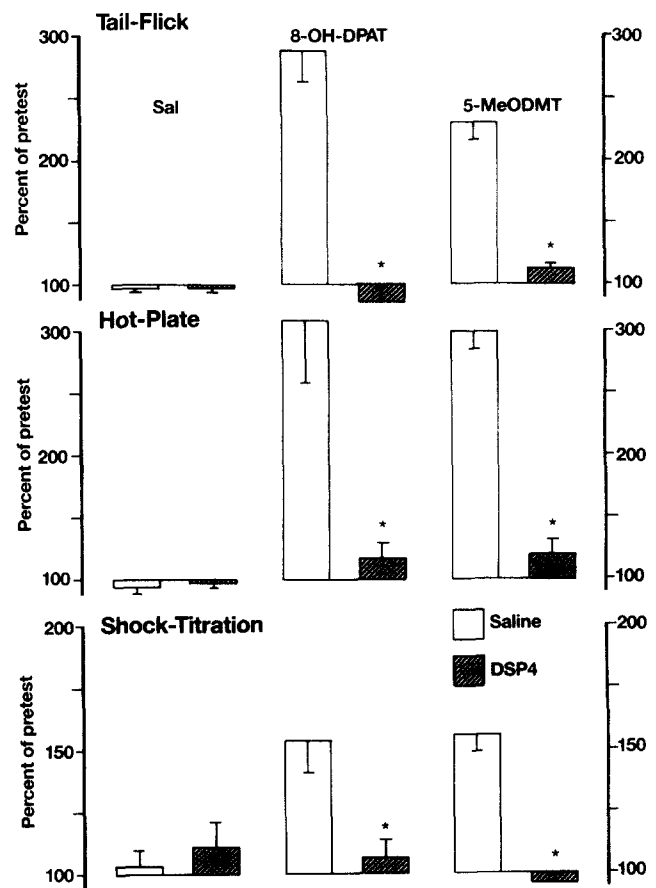 Tail-Flick
8-OH-DPAT
Sal
5-MeODMT
Percent of pretest
300
200
100
300
200
100
*
*
Hot-Plate
Percent of pretest
300
200
100
300
200
100
*
*
Shock-Titration
Saline
DSP4
Percent of pretest
200
150
100
200
150
100
*
*